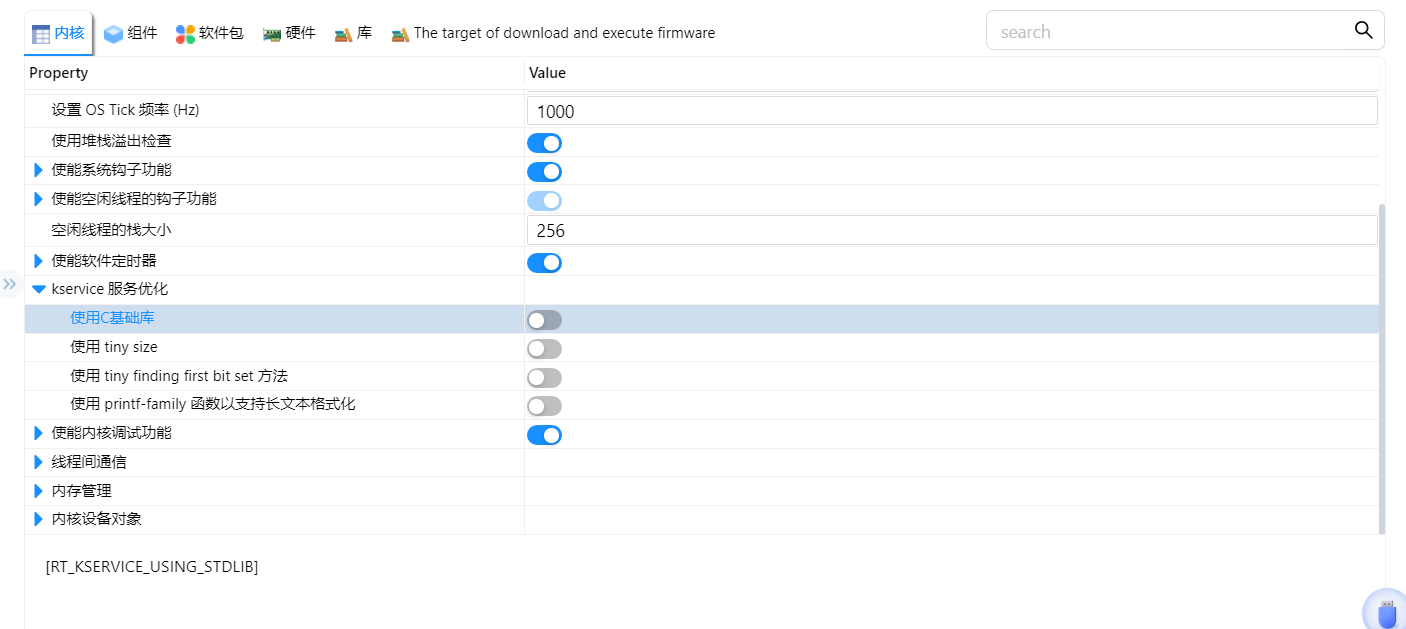 内核 组件 软件包 硬件 库 The target of download and execute firmware search
Property Value
设置 OS Tick 频率 (Hz) 1000
使用堆栈溢出检查
使能系统钩子功能
使能空闲线程的钩子功能
空闲线程的栈大小 256
使能软件定时器
kservice 服务优化
使用C基础库
使用 tiny size
使用 tiny finding first bit set 方法
使用 printf-family 函数以支持长文本格式化
使能内核调试功能
线程间通信
内存管理
内核设备对象
[RT_KSERVICE_USING_STDLIB]